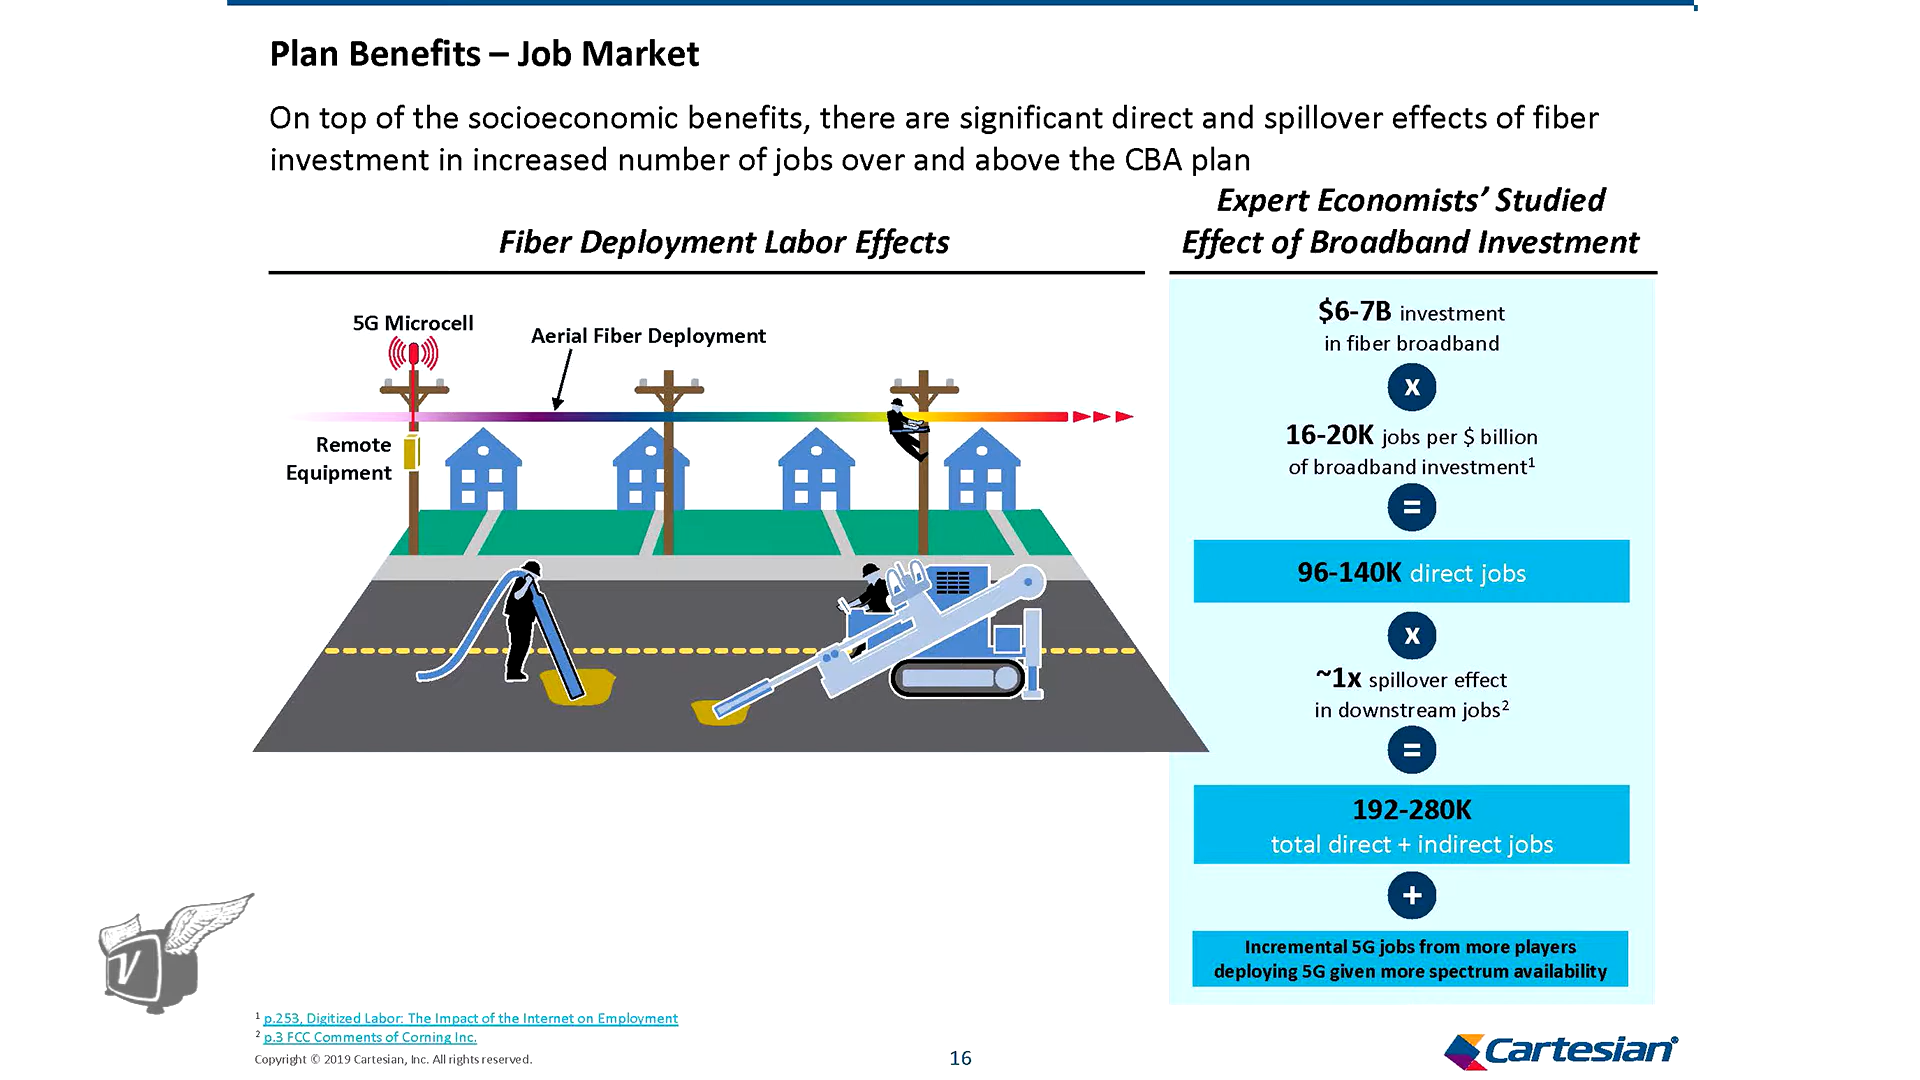 Plan Benefits – Job Market
On top of the socioeconomic benefits, there are significant direct and spillover effects of fiber
investment in increased number of jobs over and above the CBA plan
Fiber Deployment Labor Effects
5G Microcell
Aerial Fiber Deployment
Remote
Equipment
Expert Economists’ Studied
Effect of Broadband Investment
$6-7B investment
in fiber broadband
x
16-20K jobs per $ billion
of broadband investment¹
=
96-140K direct jobs
x
~1x spillover effect
in downstream jobs²
=
192-280K
total direct + indirect jobs
+
Incremental 5G jobs from more players
deploying 5G given more spectrum availability
V
¹ p.253, Digitized Labor: The Impact of the Internet on Employment
² p.3 FCC Comments of Corning Inc.
Copyright © 2019 Cartesian, Inc. All rights reserved.
16
Cartesian®